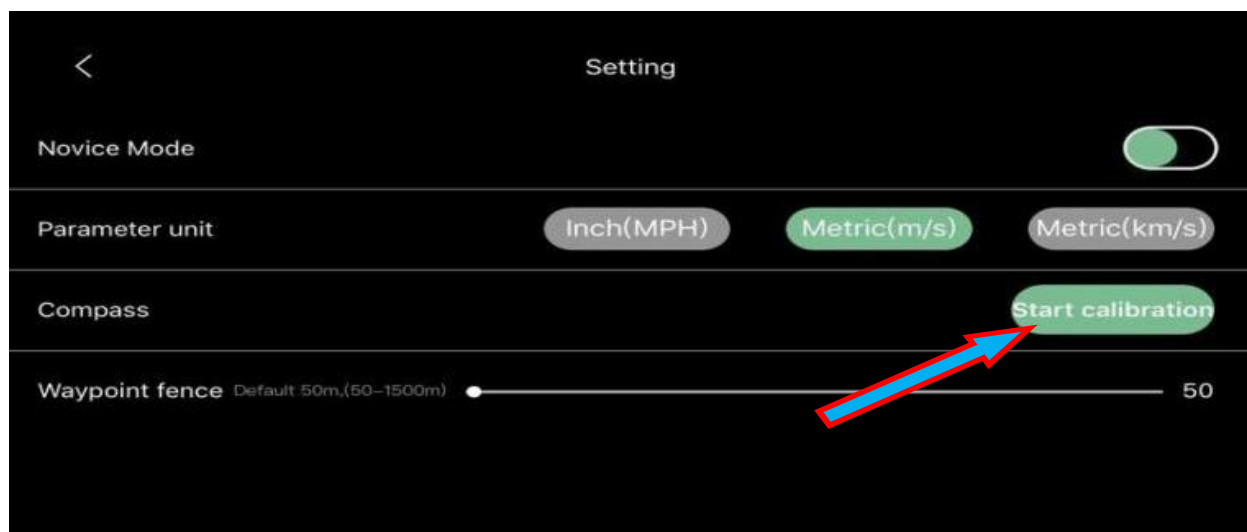 Setting
Novice Mode
Parameter unit Inch(MPH) Metric(m/s) Metric(km/s)
Compass Start calibration
Waypoint fence Default 50m,(50-1500m) 50